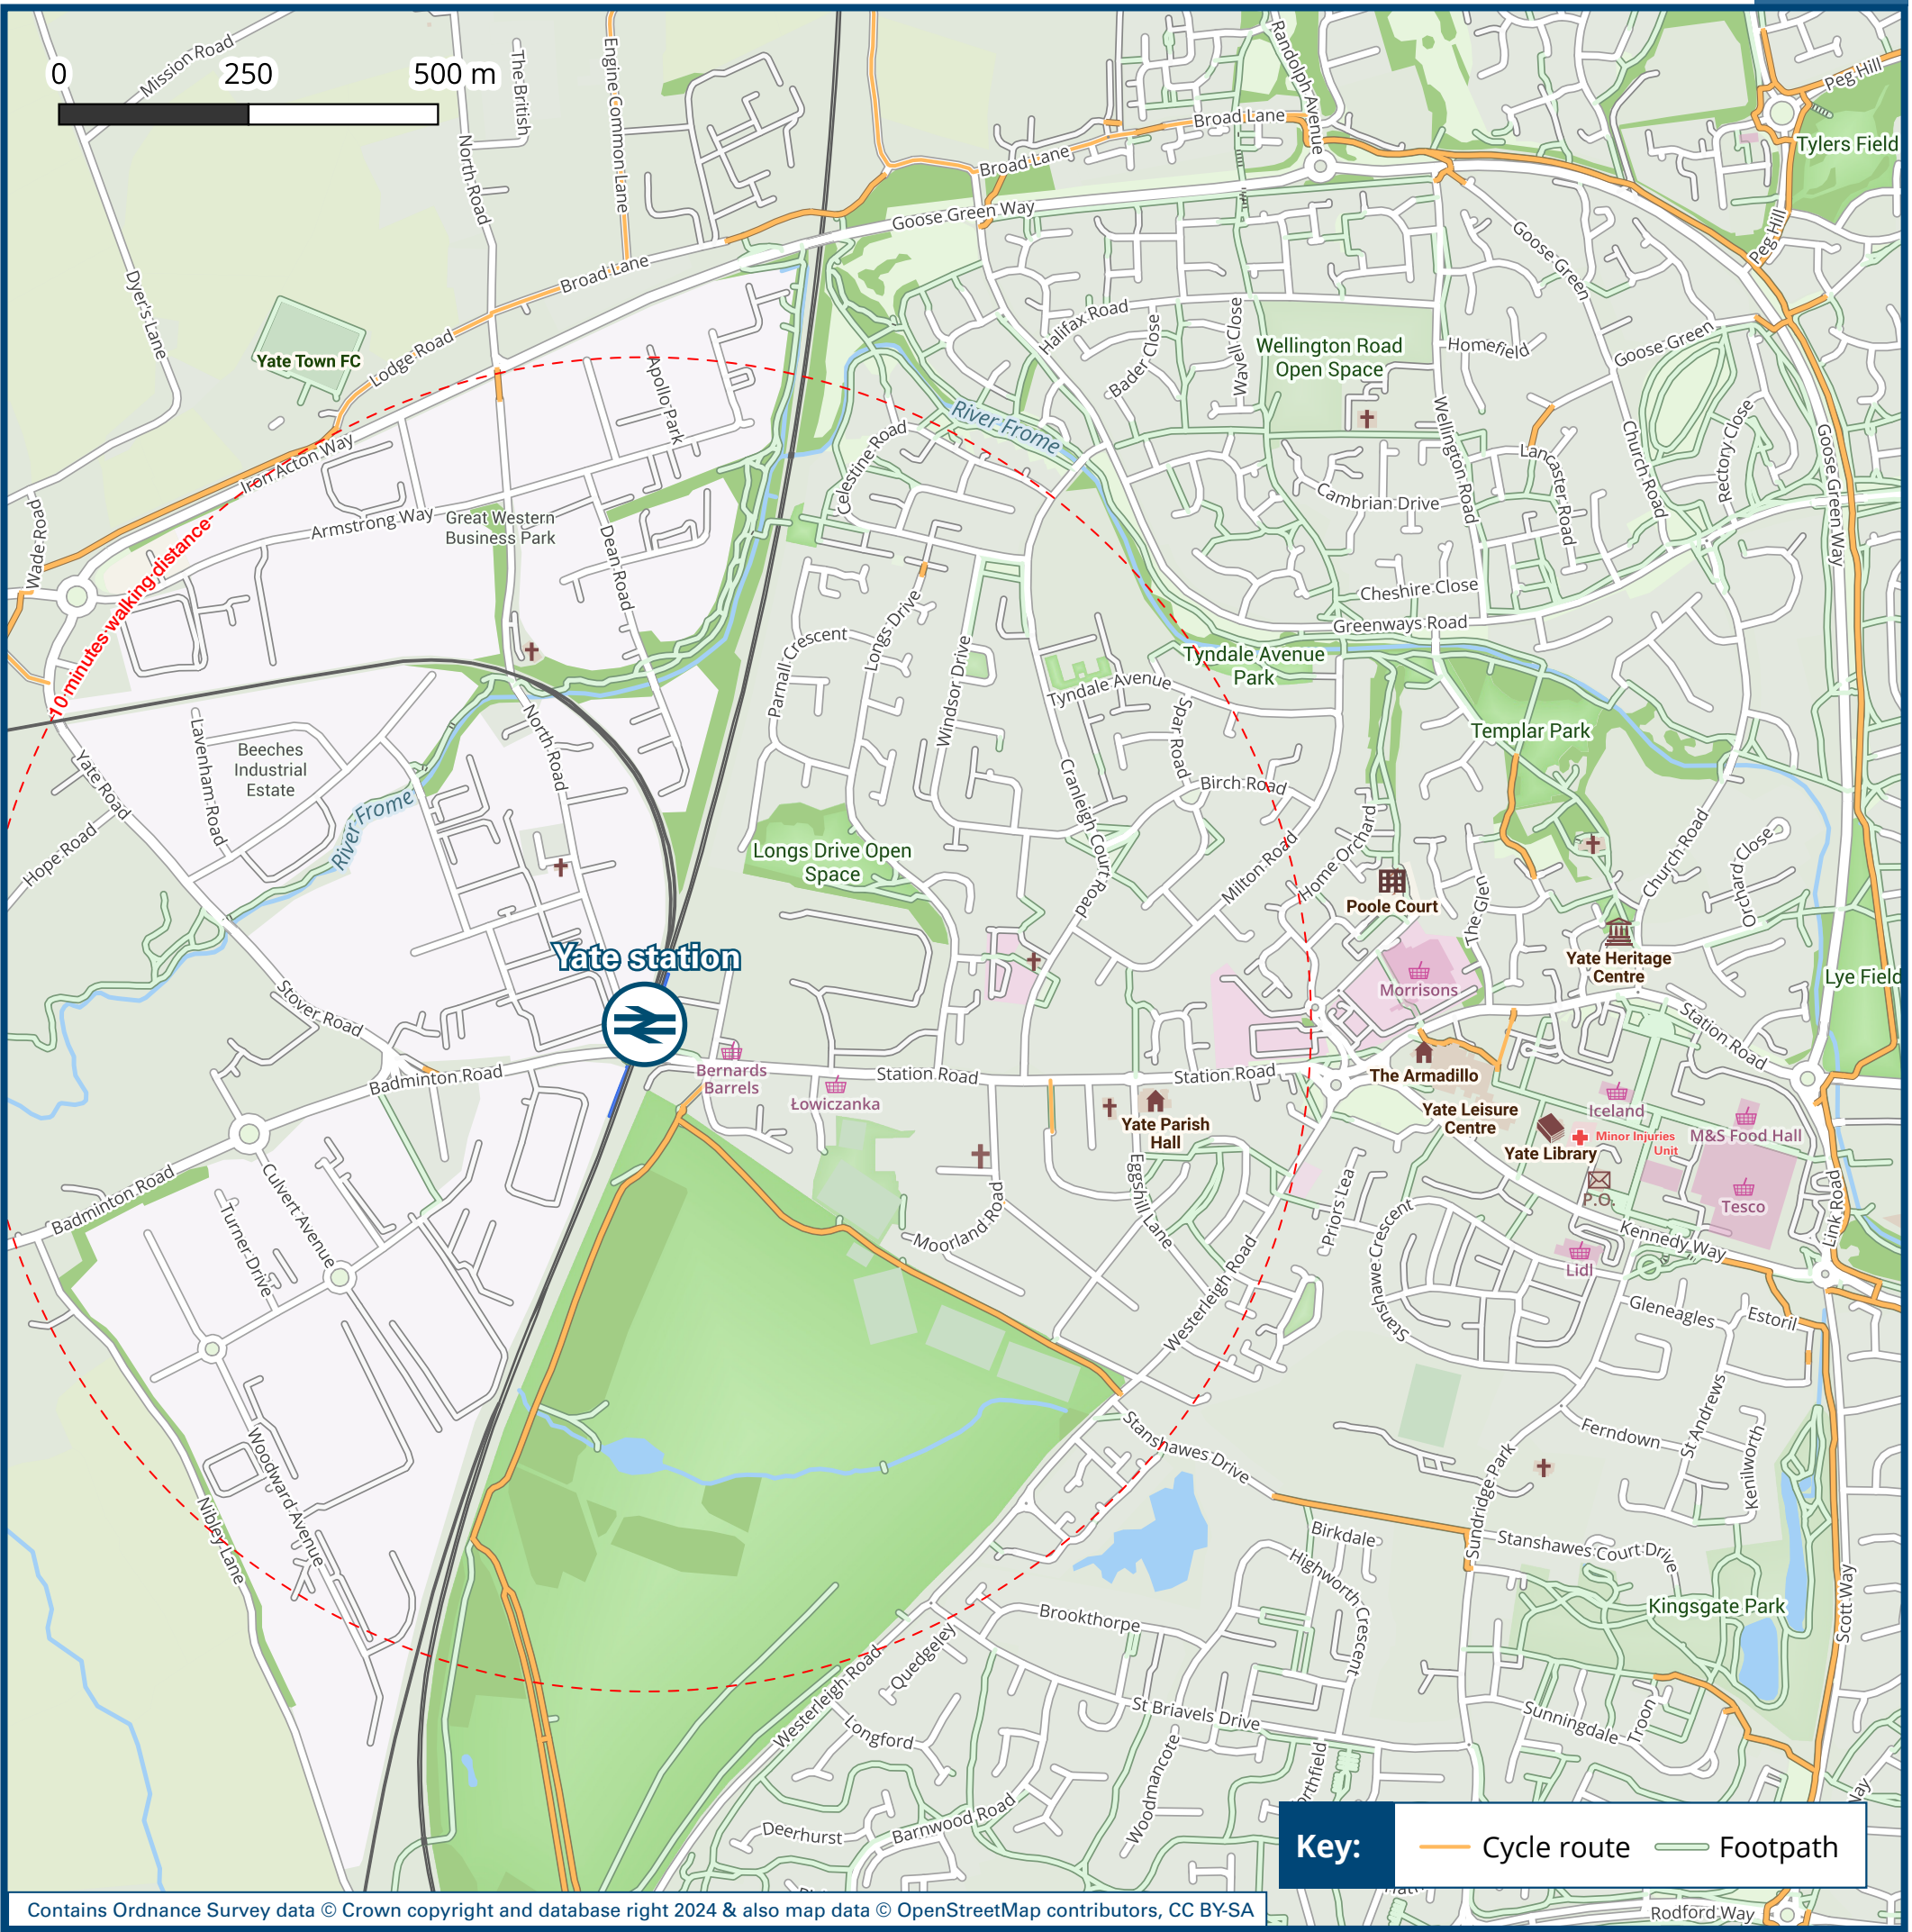 0 250 500 m
Mission Road
The British
Engine Common Lane
North Road
Randolph Avenue
Broad Lane
Broad Lane
Peg Hill
Tylers Field
Goose Green Way
Peg Hill
Goose Green
Dyer's Lane
Broad Lane
Yate Town FC
Lodge Road
Apollo Park
Halifax Road
Bader Close
Wavell Close
Wellington Road
Open Space
Homefield
Goose Green
River Frome
Celestine Road
Wellington Road
Lancaster Road
Church Road
Rectory Close
Goose Green Way
Iron Acton Way
Armstrong Way
Great Western
Business Park
Cambrian Drive
Wade Road
10 minutes walking distance
Dean Road
Cheshire Close
Greenways Road
Parnall Crescent
Longs Drive
Windsor Drive
Tyndale Avenue
Tyndale Avenue
Park
Spar Road
Templar Park
Lavenham Road
Beeches
Industrial
Estate
North Road
Yate Road
Hope Road
River Frome
Cranleigh Court Road
Birch Road
Milton Road
Home Orchard
Longs Drive Open
Space
Poole Court
The Glen
Church Road
Orchard Close
Yate Heritage
Centre
Lye Field
Yate station
Morrisons
Stover Road
Station Road
Badminton Road
Bernards
Barrels
Łowiczanka
Station Road
Station Road
The Armadillo
Yate Parish
Hall
Yate Leisure
Centre
Yate Library
Minor Injuries
Unit
Iceland
M&S Food Hall
P.O.
Tesco
Lidl
Kennedy Way
Link Road
Badminton Road
Culvert Avenue
Turner Drive
Moorland Road
Eggshill Lane
Priors Lea
Stanshawe Crescent
Westerleigh Road
Gleneagles
Estoril
Woodward Avenue
Nibley Lane
Stanshawes Drive
Ferndown
St Andrews
Kenilworth
Sundridge Park
Birkdale
Highworth Crescent
Stanshawes Court Drive
Kingsgate Park
Scott Way
Brookthorpe
Quedgeley
Westerleigh Road
Longford
St Briavels Drive
Sunningdale
Troon
Woodmancote
Deerhurst
Barnwood Road
Key:
Cycle route
Footpath
Rodford Way
Contains Ordnance Survey data © Crown copyright and database right 2024 & also map data © OpenStreetMap contributors, CC BY-SA